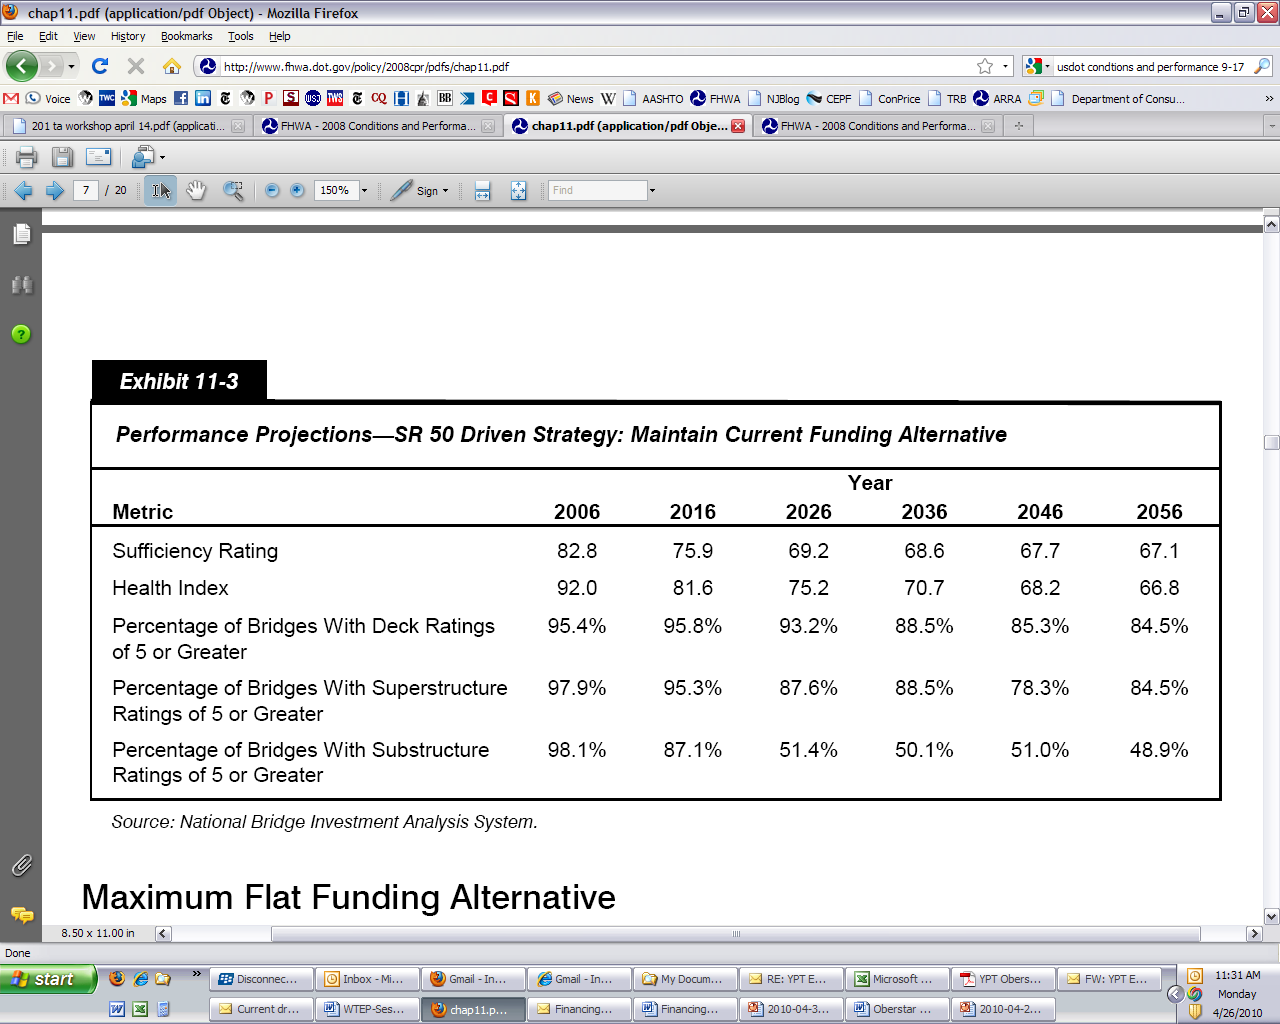 chap11.pdf (application/pdf Object) - Mozilla Firefox
File Edit View History Bookmarks Tools Help
http://www.fhwa.dot.gov/policy/2008cpr/pdfs/chap11.pdf
usdot condtions and performance 9-17
Voice TWC Maps TWS CQ BB News AASHTO FHWA NJBlog CEPF ConPrice TRB ARRA Department of Consu... »
201 ta workshop april 14.pdf (applicati... FHWA - 2008 Conditions and Performa... chap11.pdf (application/pdf Obje... FHWA - 2008 Conditions and Performa...
7 / 20 150% Sign Find
Exhibit 11-3
Performance Projections—SR 50 Driven Strategy: Maintain Current Funding Alternative
Year
Metric 2006 2016 2026 2036 2046 2056
Sufficiency Rating 82.8 75.9 69.2 68.6 67.7 67.1
Health Index 92.0 81.6 75.2 70.7 68.2 66.8
Percentage of Bridges With Deck Ratings 95.4% 95.8% 93.2% 88.5% 85.3% 84.5%
of 5 or Greater
Percentage of Bridges With Superstructure 97.9% 95.3% 87.6% 88.5% 78.3% 84.5%
Ratings of 5 or Greater
Percentage of Bridges With Substructure 98.1% 87.1% 51.4% 50.1% 51.0% 48.9%
Ratings of 5 or Greater
Source: National Bridge Investment Analysis System.
Maximum Flat Funding Alternative
8.50 x 11.00 in
Done
start » Disconnec... Inbox - Mi... Gmail - In... Gmail - In... My Docum... RE: YPT E... Microsoft ... YPT Obers... FW: YPT E... 11:31 AM
Monday
Current dr... WTEP-Ses... chap11.p... Financing... Financing... 2010-04-3... Oberstar ... 2010-04-2... 4/26/2010